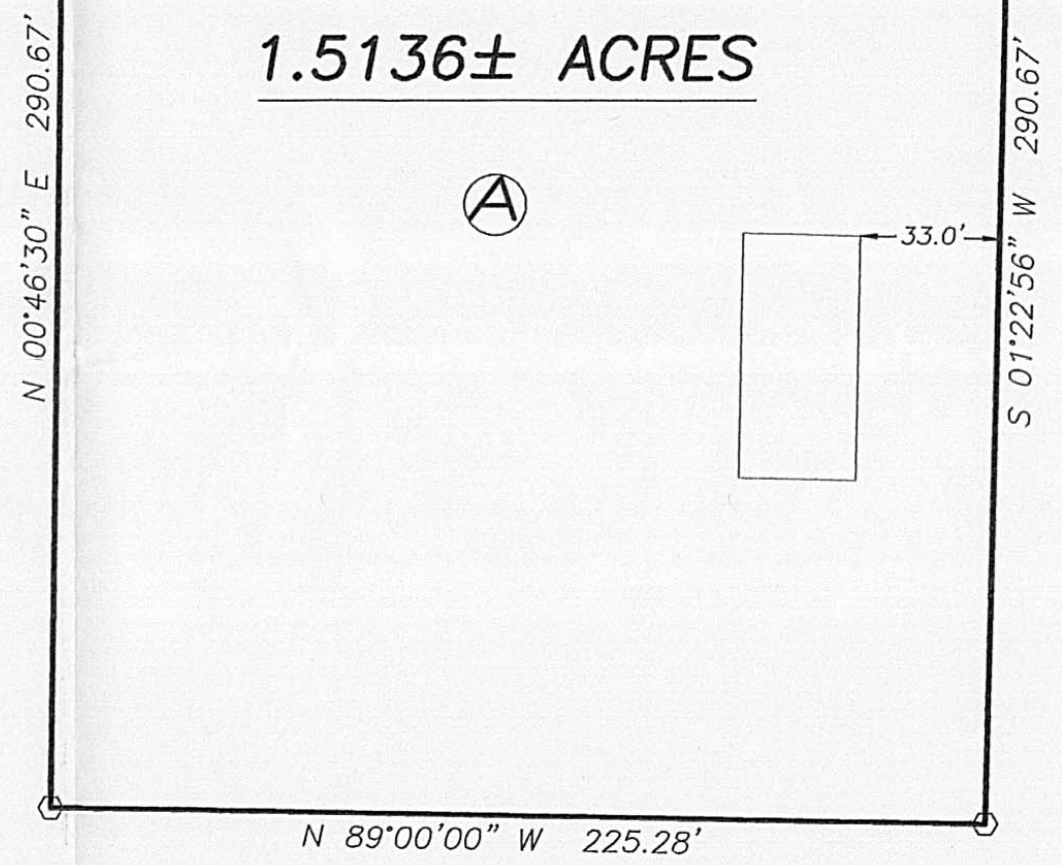 1.5136± ACRES
N 00°46'30" E 290.67'
A
33.0'
S 01°22'56" W 290.67'
N 89°00'00" W 225.28'